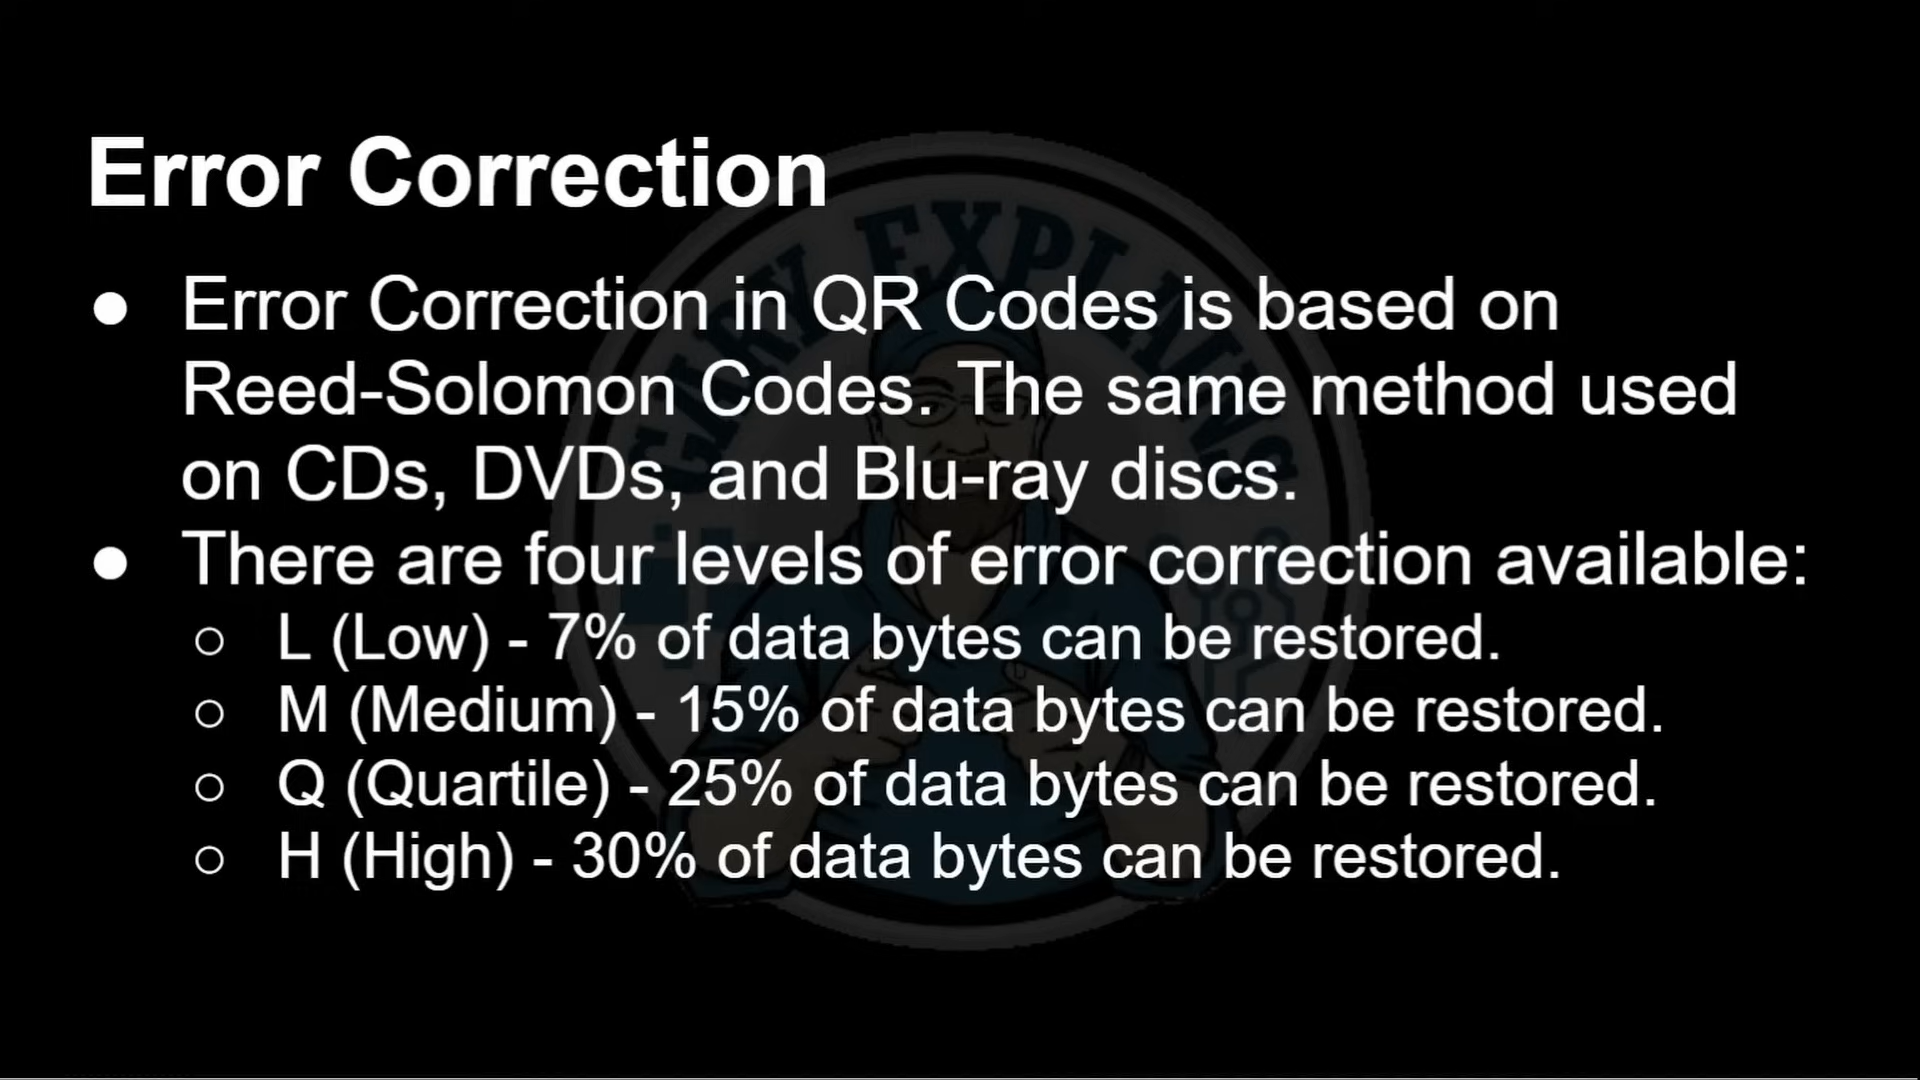 Error Correction
● Error Correction in QR Codes is based on
Reed-Solomon Codes. The same method used
on CDs, DVDs, and Blu-ray discs.
● There are four levels of error correction available:
○ L (Low) - 7% of data bytes can be restored.
○ M (Medium) - 15% of data bytes can be restored.
○ Q (Quartile) - 25% of data bytes can be restored.
○ H (High) - 30% of data bytes can be restored.
GARY EXPLAINS